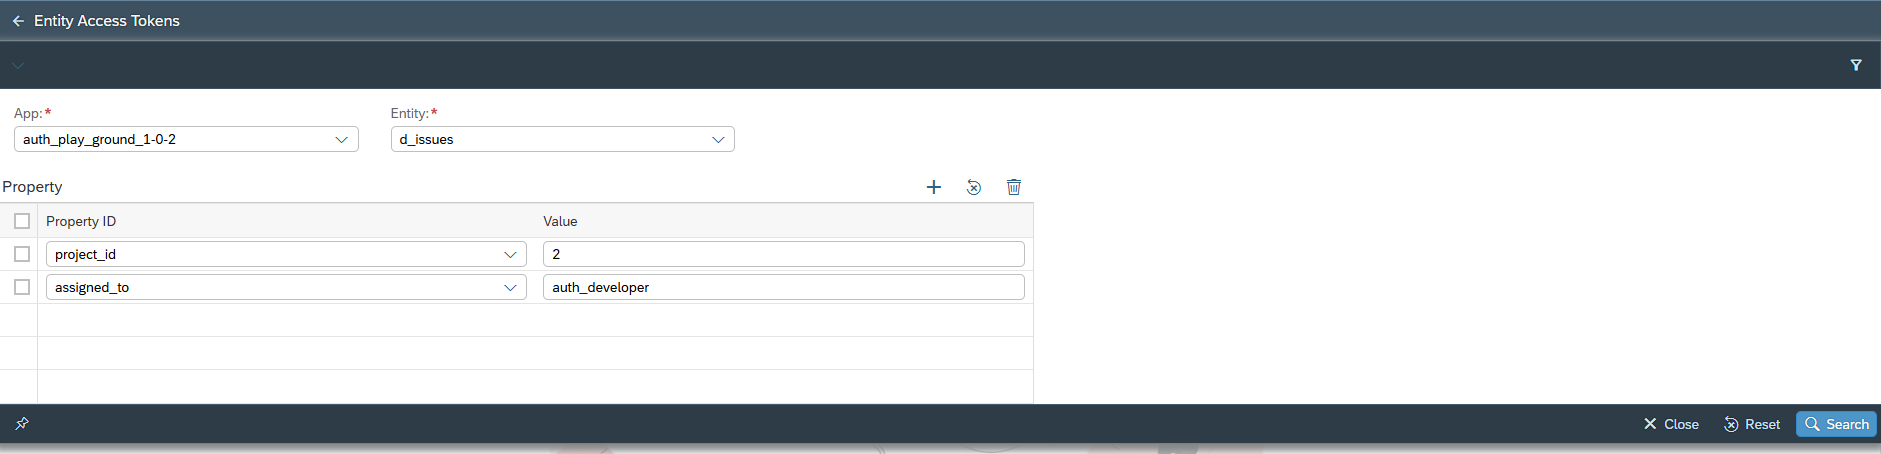 Entity Access Tokens
App:* Entity:*
auth_play_ground_1-0-2 d_issues
Property
Property ID Value
project_id 2
assigned_to auth_developer
Close Reset Search